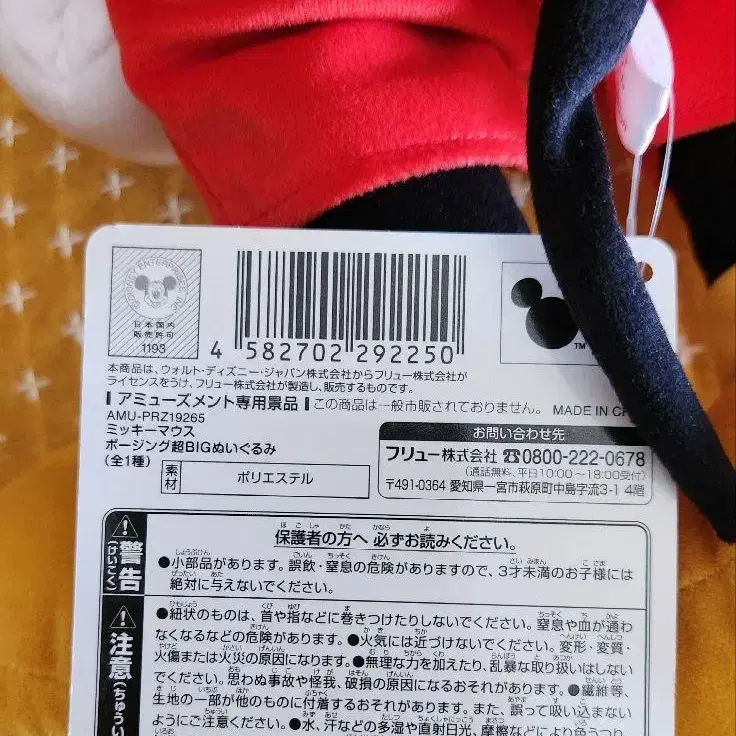 DISNEY ENTERPRISES, INC.
日本国内
販売許可
1193
4 582702 292250
TM
本商品は、ウォルト・ディズニー・ジャパン株式会社からフリュー株式会社が
ライセンスをうけ、フリュー株式会社が製造し、販売するものです。
アミューズメント専用景品 この商品は一般市販されておりません。 MADE IN
AMU-PRZ19265
ミッキーマウス
ポージング超BIGぬいぐるみ
(全1種)
素材 ポリエステル
お問い合わせ先
フリュー株式会社 ☎0800-222-0678
(通話無料、平日10:00~18:00受付)
〒491-0364 愛知県一宮市萩原町中島字流3-1 4階
警告(けいこく)
保護者の方へ 必ずお読みください。
●小部品があります。誤飲・窒息の危険がありますので、3才未満のお子様には
絶対に与えないでください。
注意(ちゅうい
●紐状のものは、首や指などに巻きつけたりしないでください。窒息や血が通わ
なくなるなどの危険があります。●火気には近づけないでください。変形・変質・
火傷または火災の原因になります。●無理な力を加えたり、乱暴な取り扱いはしない
でください。思わぬ事故や怪我、破損の原因になるおそれがあります。●繊維等、
生地の一部が他のものに付着するおそれがあります。また、誤って吸い込まない
ようにご注意ください。●水、汗などの多湿や直射日光、摩擦などにより色うつり